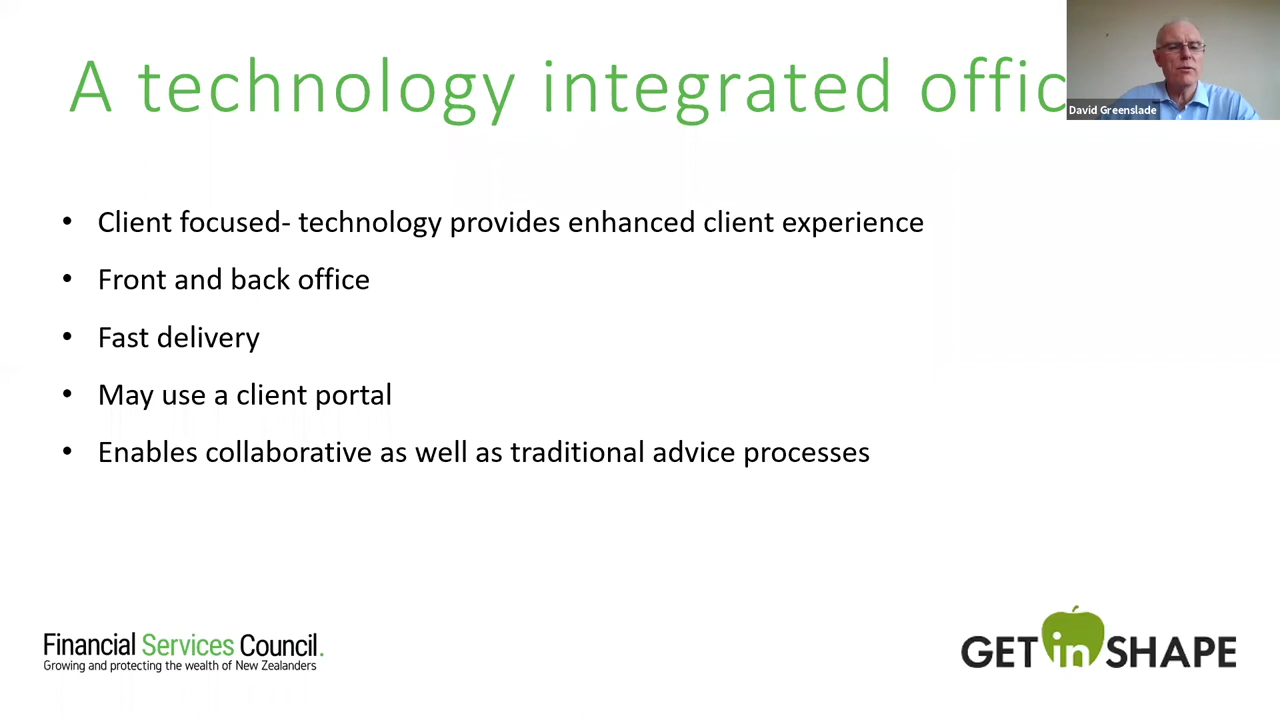 A technology integrated offic
David Greenslade
• Client focused- technology provides enhanced client experience
• Front and back office
• Fast delivery
• May use a client portal
• Enables collaborative as well as traditional advice processes
Financial Services Council.
Growing and protecting the wealth of New Zealanders
GET in SHAPE